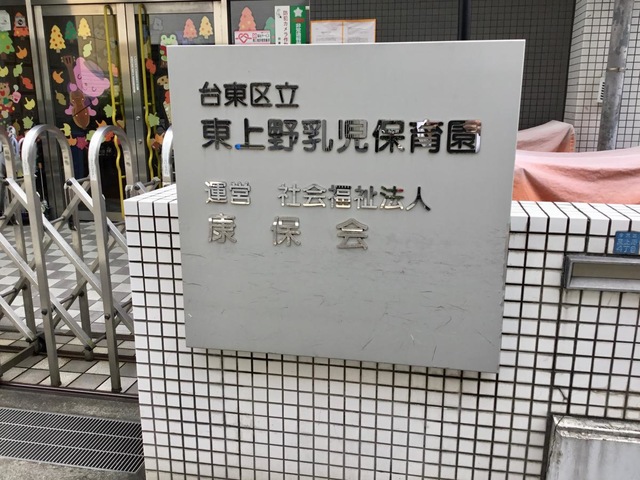 台東区立
東上野乳児保育園
運営 社会福祉法人
康保会